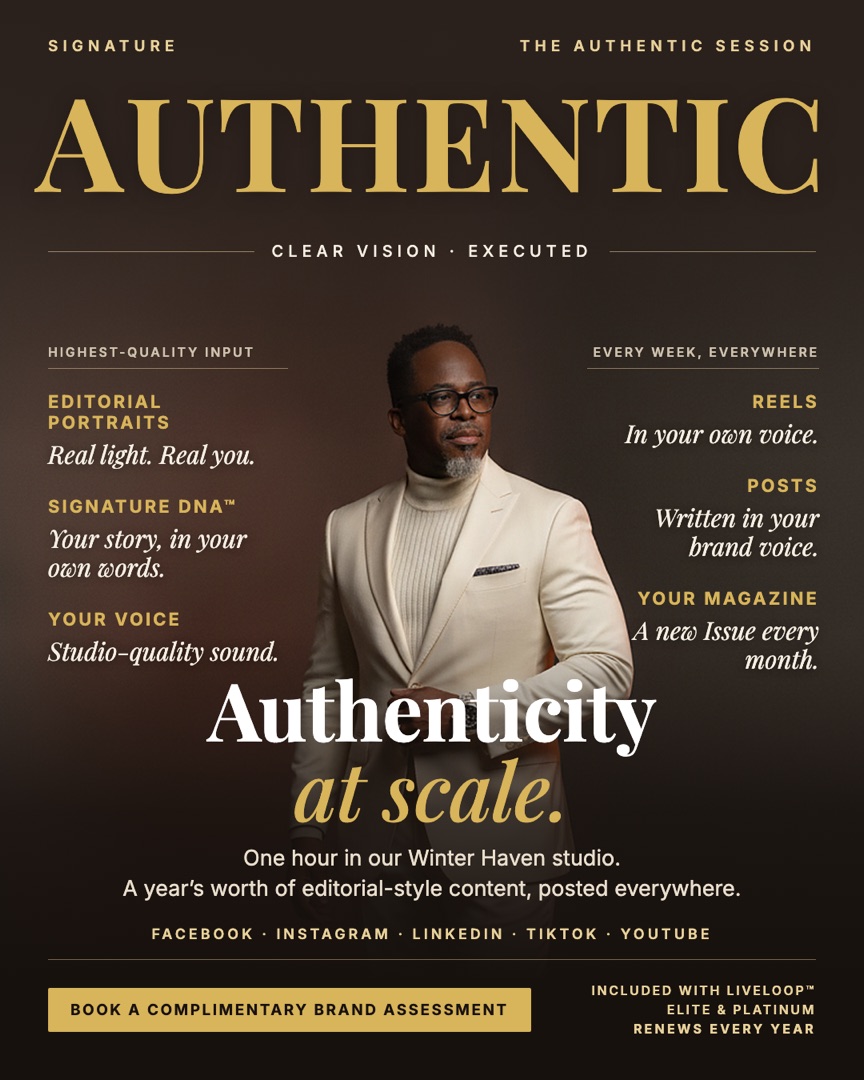 SIGNATURE
THE AUTHENTIC SESSION
AUTHENTIC
CLEAR VISION · EXECUTED
HIGHEST-QUALITY INPUT
EDITORIAL
PORTRAITS
Real light. Real you.
SIGNATURE DNA™
Your story, in your
own words.
YOUR VOICE
Studio-quality sound.
EVERY WEEK, EVERYWHERE
REELS
In your own voice.
POSTS
Written in your
brand voice.
YOUR MAGAZINE
A new Issue every
month.
Authenticity
at scale.
One hour in our Winter Haven studio.
A year’s worth of editorial-style content, posted everywhere.
FACEBOOK · INSTAGRAM · LINKEDIN · TIKTOK · YOUTUBE
BOOK A COMPLIMENTARY BRAND ASSESSMENT
INCLUDED WITH LIVELOOP™
ELITE & PLATINUM
RENEWS EVERY YEAR